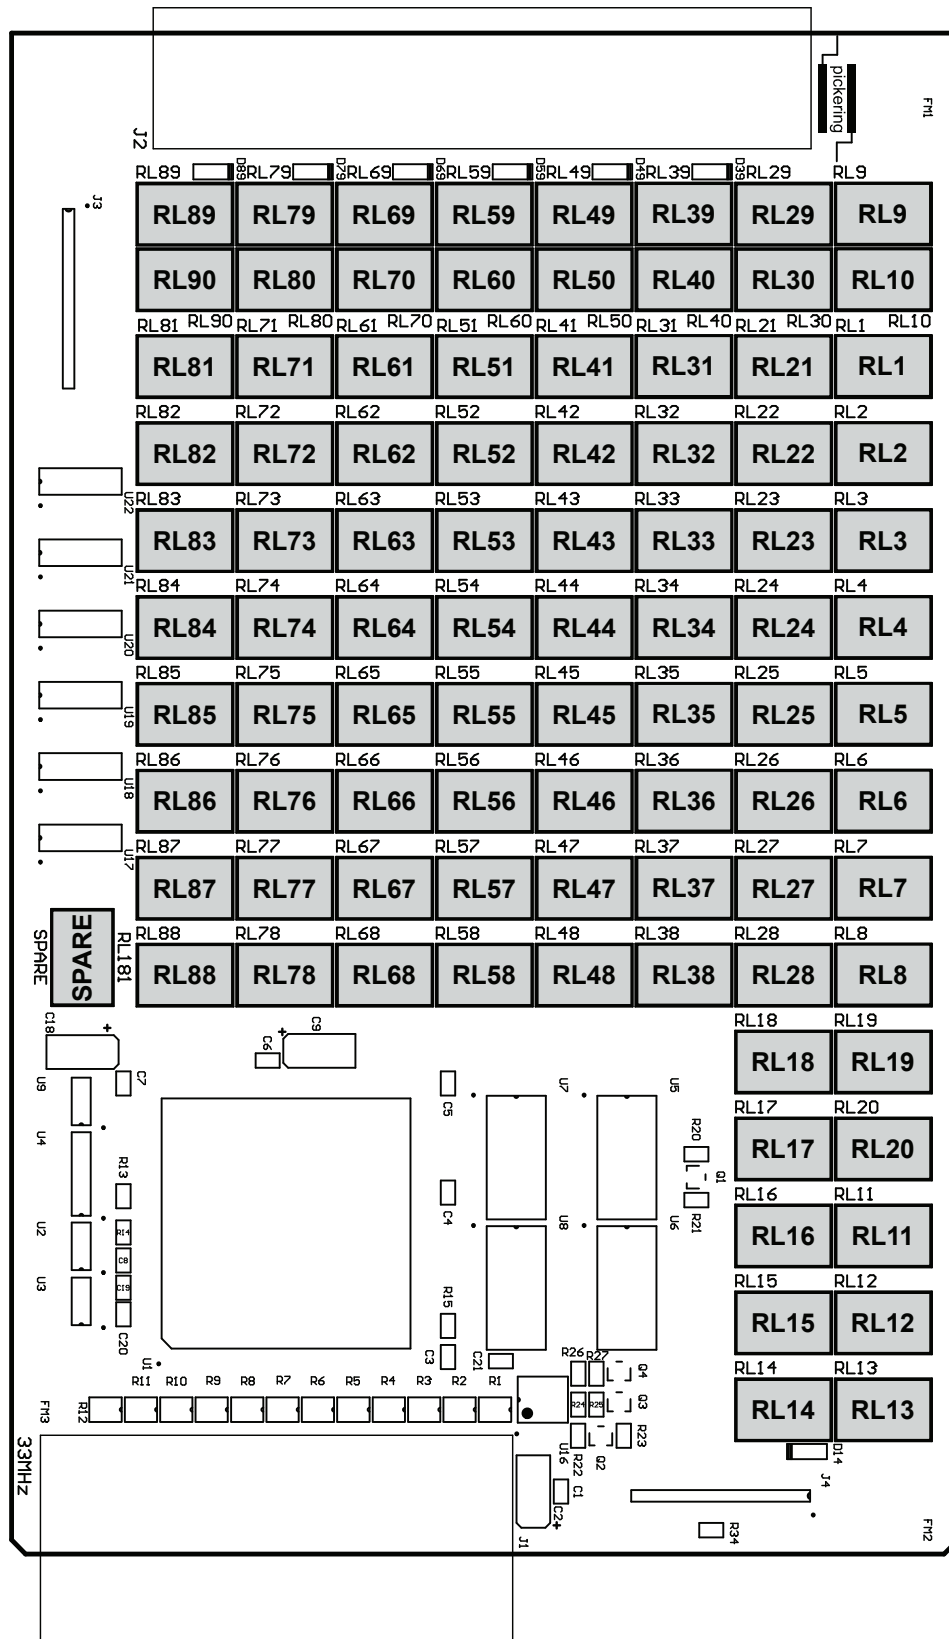 pickering
FM1
J2
RL89 D89 RL79 D79 RL69 D69 RL59 D59 RL49 D49 RL39 D39 RL29 RL9
J3
RL89 RL79 RL69 RL59 RL49 RL39 RL29 RL9
RL90 RL80 RL70 RL60 RL50 RL40 RL30 RL10
RL81 RL90 RL71 RL80 RL61 RL70 RL51 RL60 RL41 RL50 RL31 RL40 RL21 RL30 RL1 RL10
RL81 RL71 RL61 RL51 RL41 RL31 RL21 RL1
RL82 RL72 RL62 RL52 RL42 RL32 RL22 RL2
RL82 RL72 RL62 RL52 RL42 RL32 RL22 RL2
U22
RL83 RL73 RL63 RL53 RL43 RL33 RL23 RL3
RL83 RL73 RL63 RL53 RL43 RL33 RL23 RL3
U21
RL84 RL74 RL64 RL54 RL44 RL34 RL24 RL4
RL84 RL74 RL64 RL54 RL44 RL34 RL24 RL4
U20
RL85 RL75 RL65 RL55 RL45 RL35 RL25 RL5
RL85 RL75 RL65 RL55 RL45 RL35 RL25 RL5
U19
RL86 RL76 RL66 RL56 RL46 RL36 RL26 RL6
U18
RL86 RL76 RL66 RL56 RL46 RL36 RL26 RL6
RL87 RL77 RL67 RL57 RL47 RL37 RL27 RL7
U17
RL87 RL77 RL67 RL57 RL47 RL37 RL27 RL7
RL88 RL78 RL68 RL58 RL48 RL38 RL28 RL8
SPARE SPARE RL181
RL88 RL78 RL68 RL58 RL48 RL38 RL28 RL8
RL18 RL19
C18 + C6 + C9
RL18 RL19
U9 C7 C5 U7 U5
RL17 RL20
U4 R13 R20 Q1
RL17 RL20
RL16 RL11
U2 R14 C4 U8 U6 R21
RL16 RL11
C8
RL15 RL12
U3 C19 R15
RL15 RL12
C20 U1 C3 C21 R26 R27 Q4
RL14 RL13
R11 R10 R9 R8 R7 R6 R5 R4 R3 R2 R1
FM3 R12 R24 R25 Q3
RL14 RL13
33MHz U16 R22 Q2 R23 D14
J4
C1
C2+
J1
R34 FM2